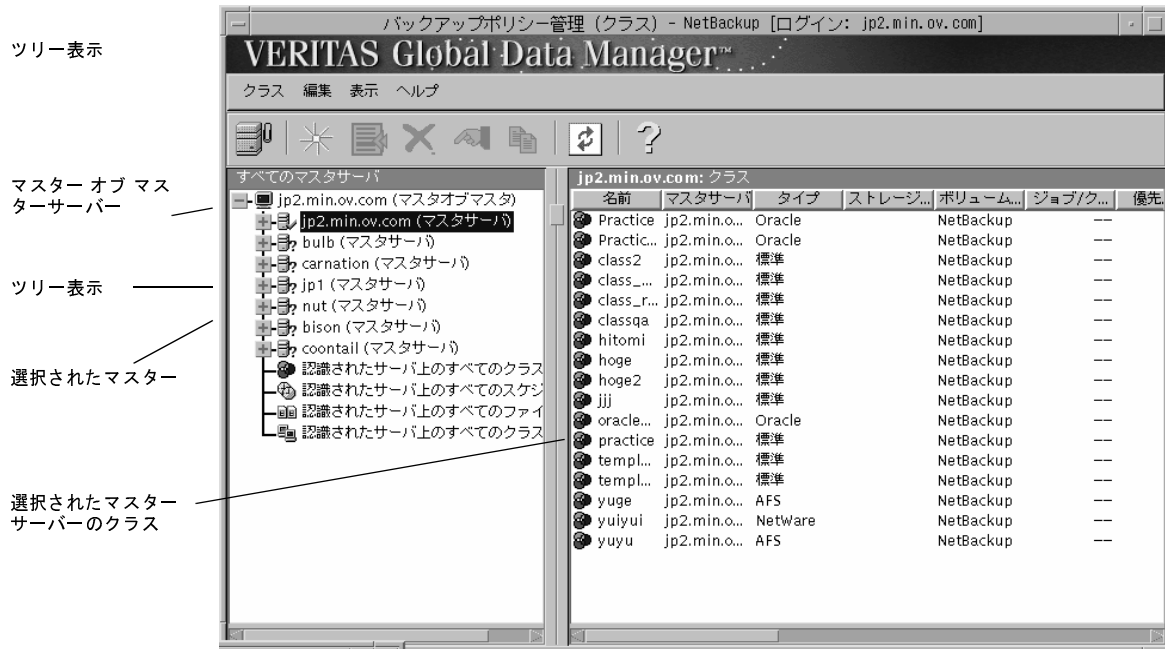 バックアップポリシー管理 (クラス) - NetBackup [ログイン: jp2.min.ov.com]
ツリー表示
VERITAS Global Data Manager™
クラス 編集 表示 ヘルプ
すべてのマスタサーバ
jp2.min.ov.com: クラス
マスター オブ マス
ターサーバー
jp2.min.ov.com (マスタオブマスタ)
jp2.min.ov.com (マスタサーバ)
bulb (マスタサーバ)
carnation (マスタサーバ)
ツリー表示
jp1 (マスタサーバ)
nut (マスタサーバ)
bison (マスタサーバ)
coontail (マスタサーバ)
選択されたマスター
認識されたサーバ上のすべてのクラス
認識されたサーバ上のすべてのスケジ
認識されたサーバ上のすべてのファイ
認識されたサーバ上のすべてのクラス
選択されたマスター
サーバーのクラス
名前 マスタサーバ タイプ ストレージ... ボリューム... ジョブ/ク... 優先.
Practice jp2.min.o... Oracle NetBackup --
Practic... jp2.min.o... Oracle NetBackup --
class2 jp2.min.o... 標準 NetBackup --
class_... jp2.min.o... 標準 NetBackup --
class_r... jp2.min.o... 標準 NetBackup --
classqa jp2.min.o... 標準 NetBackup --
hitomi jp2.min.o... 標準 NetBackup --
hoge jp2.min.o... 標準 NetBackup --
hoge2 jp2.min.o... 標準 NetBackup --
jjj jp2.min.o... 標準 NetBackup --
oracle... jp2.min.o... Oracle NetBackup --
practice jp2.min.o... 標準 NetBackup --
templ... jp2.min.o... 標準 NetBackup --
templ... jp2.min.o... 標準 NetBackup --
yuge jp2.min.o... AFS NetBackup --
yuiyui jp2.min.o... NetWare NetBackup --
yuyu jp2.min.o... AFS NetBackup --